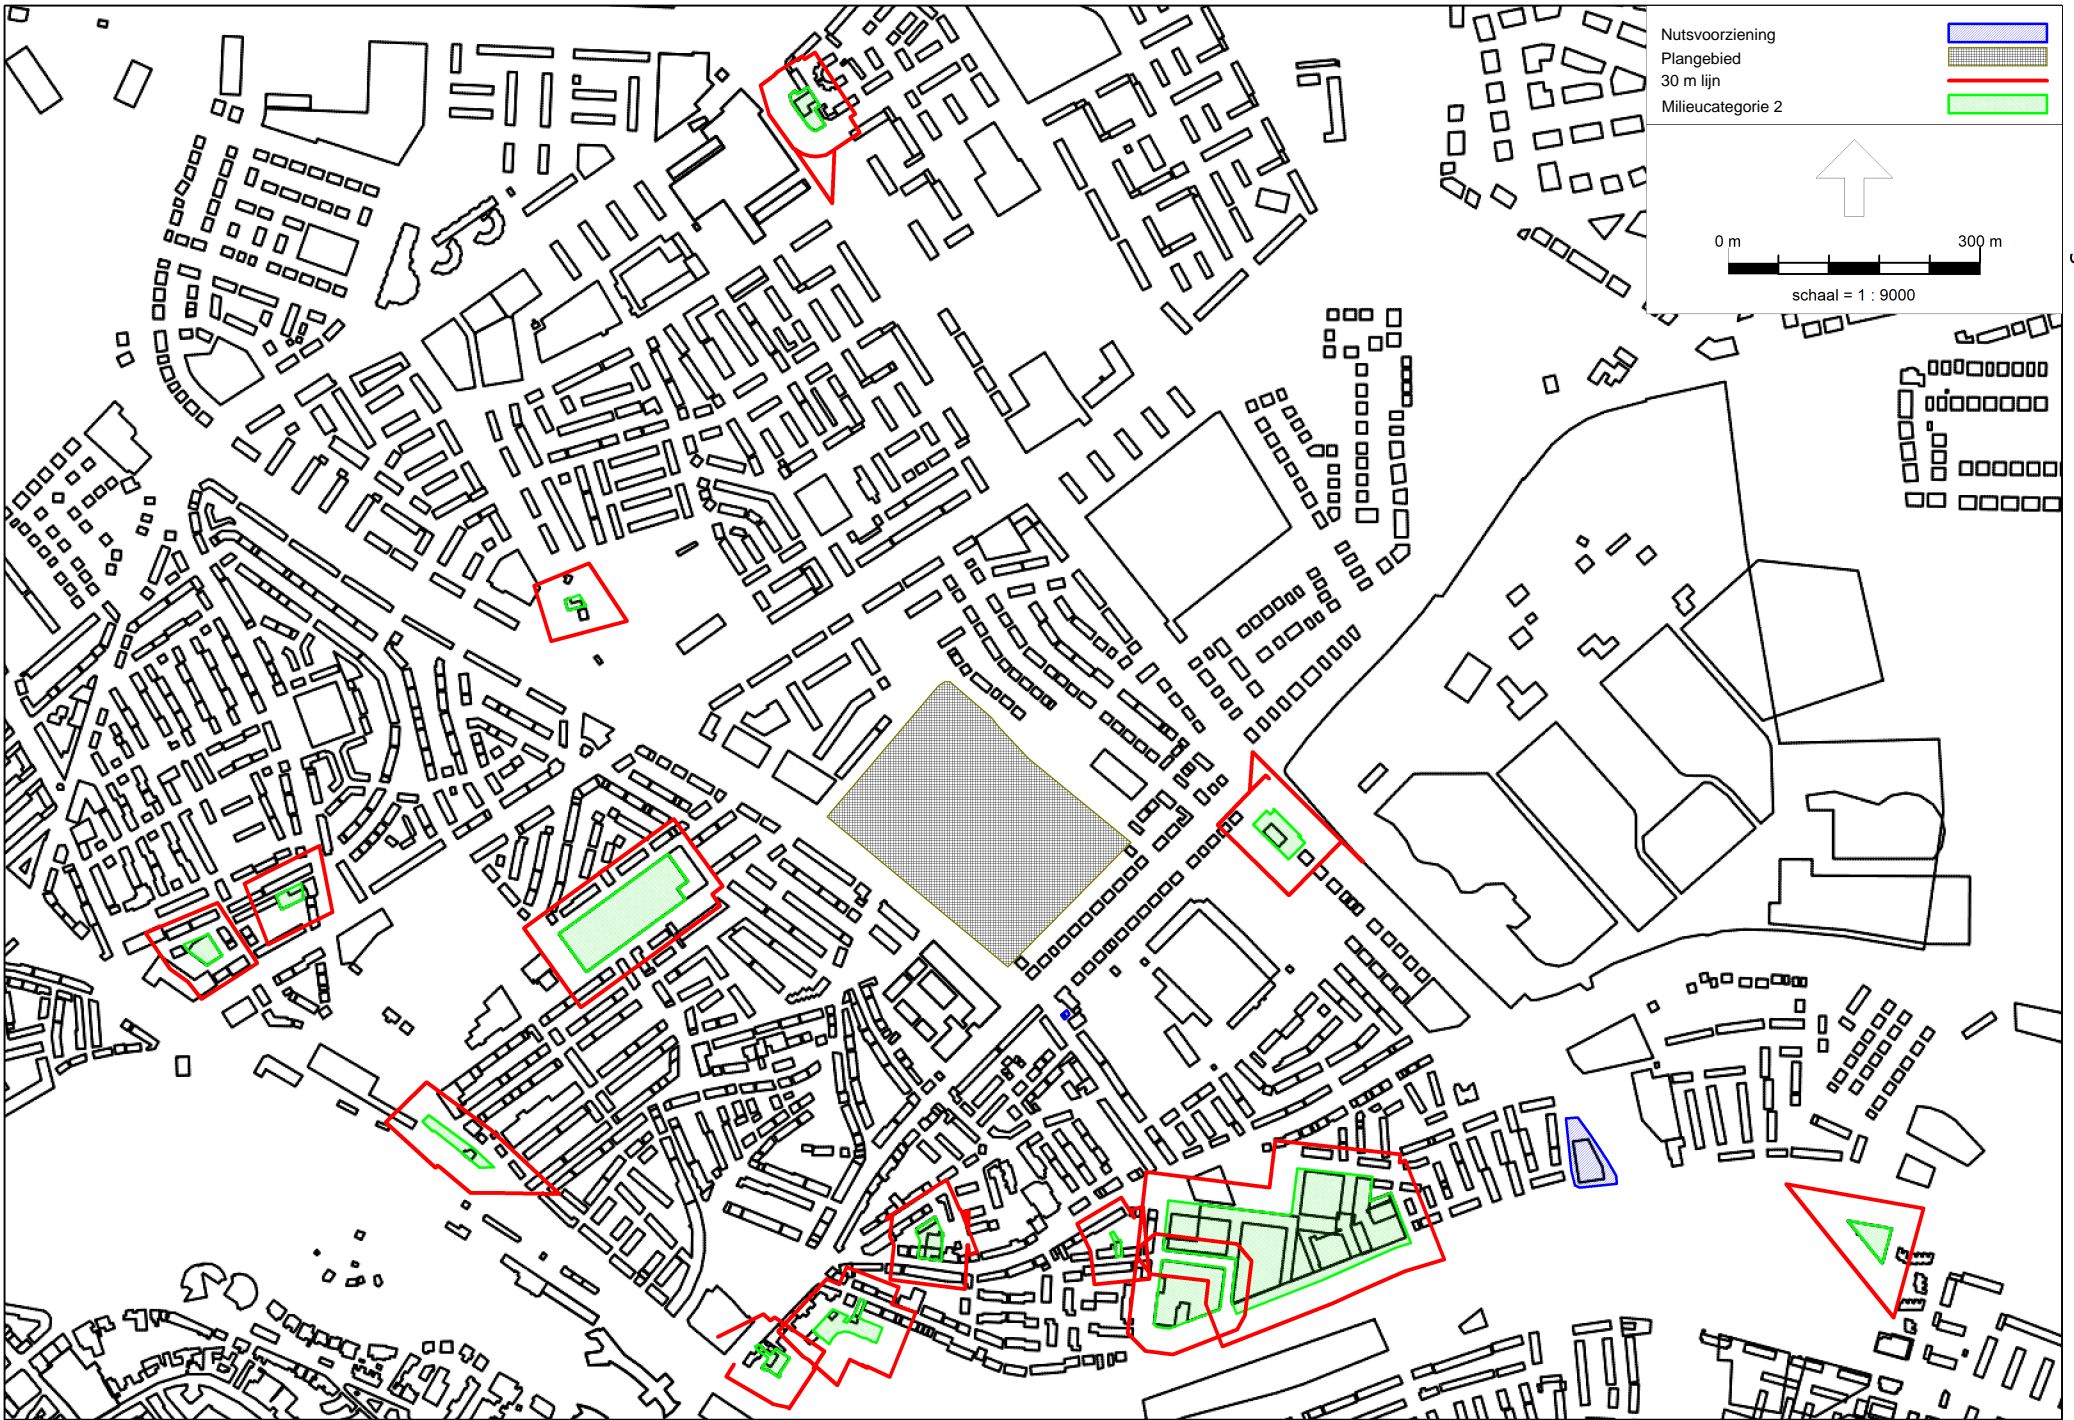 Nutsvoorziening
Plangebied
30 m lijn
Milieucategorie 2
0 m 300 m
schaal = 1 : 9000